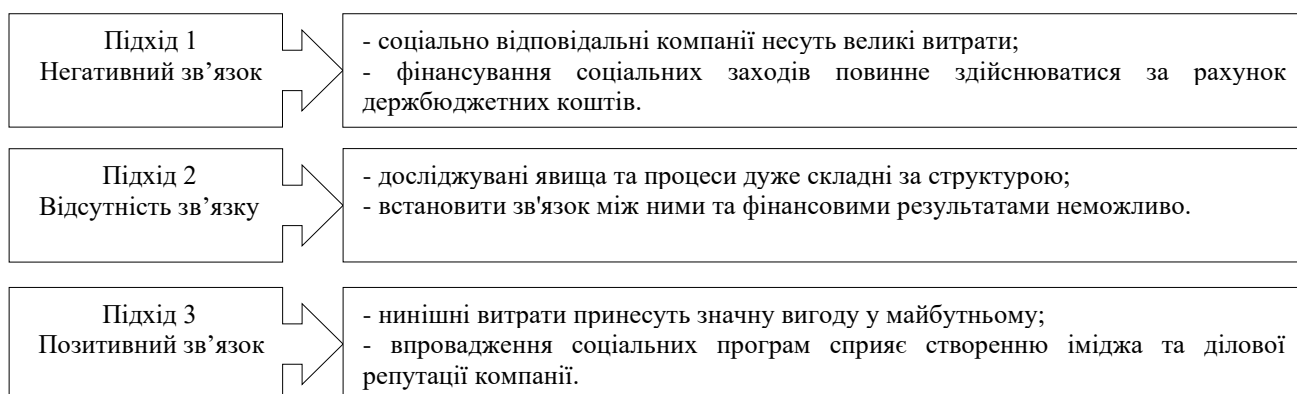 Підхід 1
Негативний зв’язок
- соціально відповідальні компанії несуть великі витрати;
- фінансування соціальних заходів повинне здійснюватися за рахунок
держбюджетних коштів.
Підхід 2
Відсутність зв’язку
- досліджувані явища та процеси дуже складні за структурою;
- встановити зв'язок між ними та фінансовими результатами неможливо.
Підхід 3
Позитивний зв’язок
- нинішні витрати принесуть значну вигоду у майбутньому;
- впровадження соціальних програм сприяє створенню іміджа та ділової
репутації компанії.